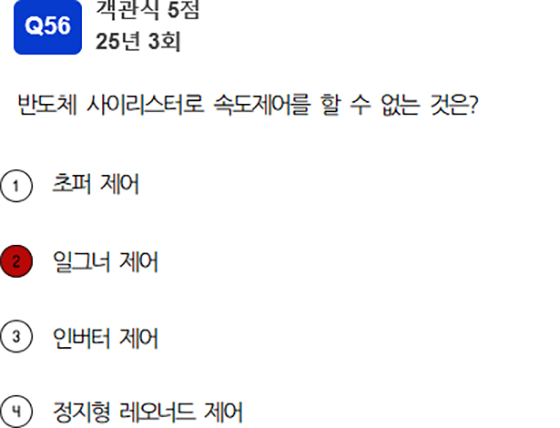 Q56
객관식 5점
25년 3회
반도체 사이리스터로 속도제어를 할 수 없는 것은?
1 초퍼 제어
2 일그너 제어
3 인버터 제어
4 정지형 레오너드 제어